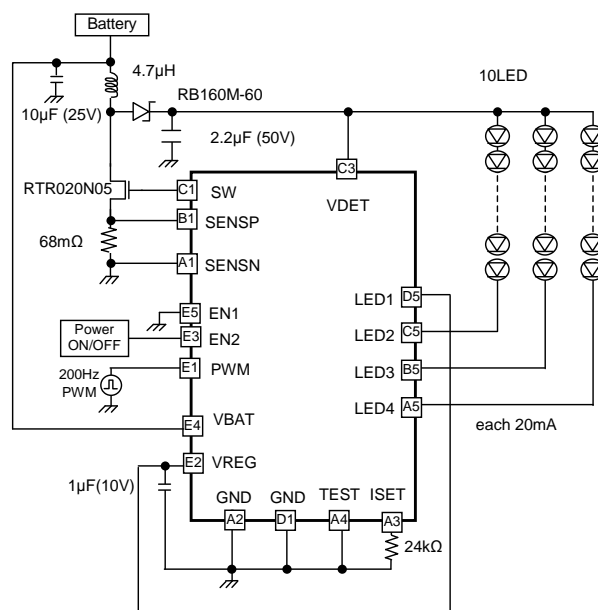 Battery
4.7µH
10µF (25V)
RB160M-60
2.2µF (50V)
10LED
RTR020N05
68mΩ
C3
VDET
C1
SW
B1
SENSP
A1
SENSN
D5
LED1
E5
EN1
Power
ON/OFF
E3
EN2
C5
LED2
E1
PWM
200Hz
PWM
B5
LED3
A5
LED4
each 20mA
E4
VBAT
E2
VREG
1µF(10V)
GND
GND
TEST
ISET
A2
D1
A4
A3
24kΩ